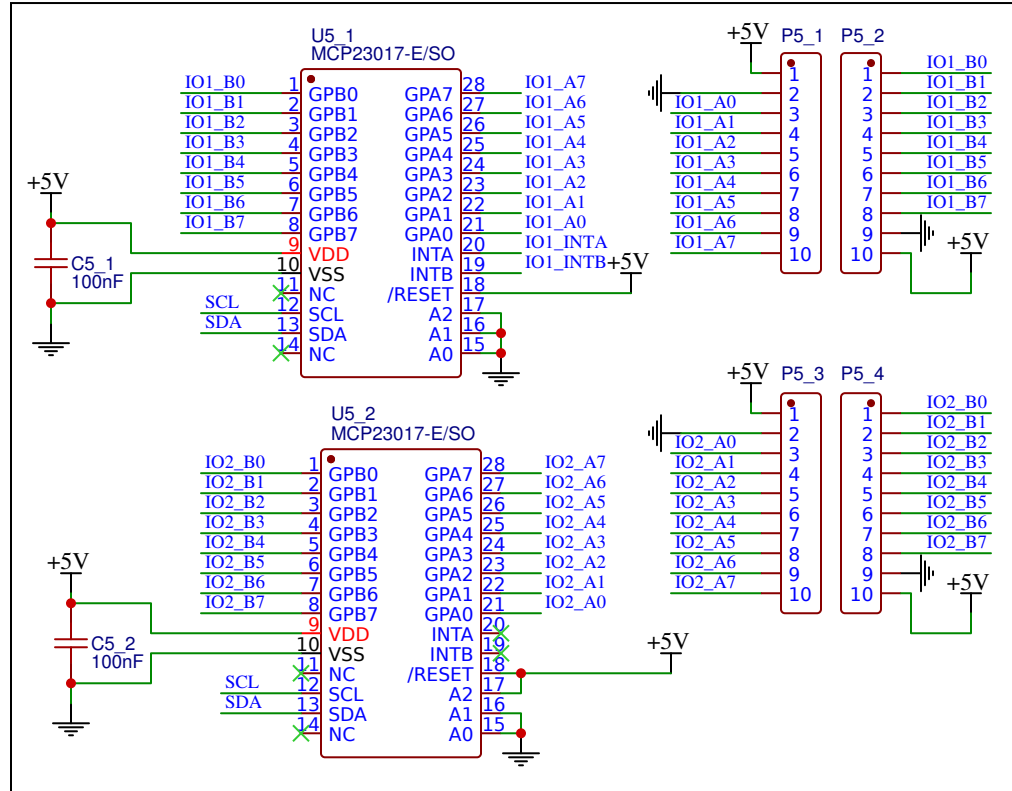 U5_1
MCP23017-E/SO
IO1_B0 1 GPB0 GPA7 28 IO1_A7
IO1_B1 2 GPB1 GPA6 27 IO1_A6
IO1_B2 3 GPB2 GPA5 26 IO1_A5
IO1_B3 4 GPB3 GPA4 25 IO1_A4
IO1_B4 5 GPB4 GPA3 24 IO1_A3
IO1_B5 6 GPB5 GPA2 23 IO1_A2
IO1_B6 7 GPB6 GPA1 22 IO1_A1
IO1_B7 8 GPB7 GPA0 21 IO1_A0
9 VDD INTA 20 IO1_INTA
10 VSS INTB 19 IO1_INTB
11 NC /RESET 18 +5V
SCL 12 SCL A2 17
SDA 13 SDA A1 16
14 NC A0 15
+5V
C5_1
100nF
+5V P5_1 P5_2
1 1 IO1_B0
2 2 IO1_B1
IO1_A0 3 3 IO1_B2
IO1_A1 4 4 IO1_B3
IO1_A2 5 5 IO1_B4
IO1_A3 6 6 IO1_B5
IO1_A4 7 7 IO1_B6
IO1_A5 8 8 IO1_B7
IO1_A6 9 9
IO1_A7 10 10 +5V
U5_2
MCP23017-E/SO
IO2_B0 1 GPB0 GPA7 28 IO2_A7
IO2_B1 2 GPB1 GPA6 27 IO2_A6
IO2_B2 3 GPB2 GPA5 26 IO2_A5
IO2_B3 4 GPB3 GPA4 25 IO2_A4
IO2_B4 5 GPB4 GPA3 24 IO2_A3
IO2_B5 6 GPB5 GPA2 23 IO2_A2
IO2_B6 7 GPB6 GPA1 22 IO2_A1
IO2_B7 8 GPB7 GPA0 21 IO2_A0
9 VDD INTA 20
10 VSS INTB 19
11 NC /RESET 18 +5V
SCL 12 SCL A2 17
SDA 13 SDA A1 16
14 NC A0 15
+5V
C5_2
100nF
+5V P5_3 P5_4
1 1 IO2_B0
2 2 IO2_B1
IO2_A0 3 3 IO2_B2
IO2_A1 4 4 IO2_B3
IO2_A2 5 5 IO2_B4
IO2_A3 6 6 IO2_B5
IO2_A4 7 7 IO2_B6
IO2_A5 8 8 IO2_B7
IO2_A6 9 9
IO2_A7 10 10 +5V